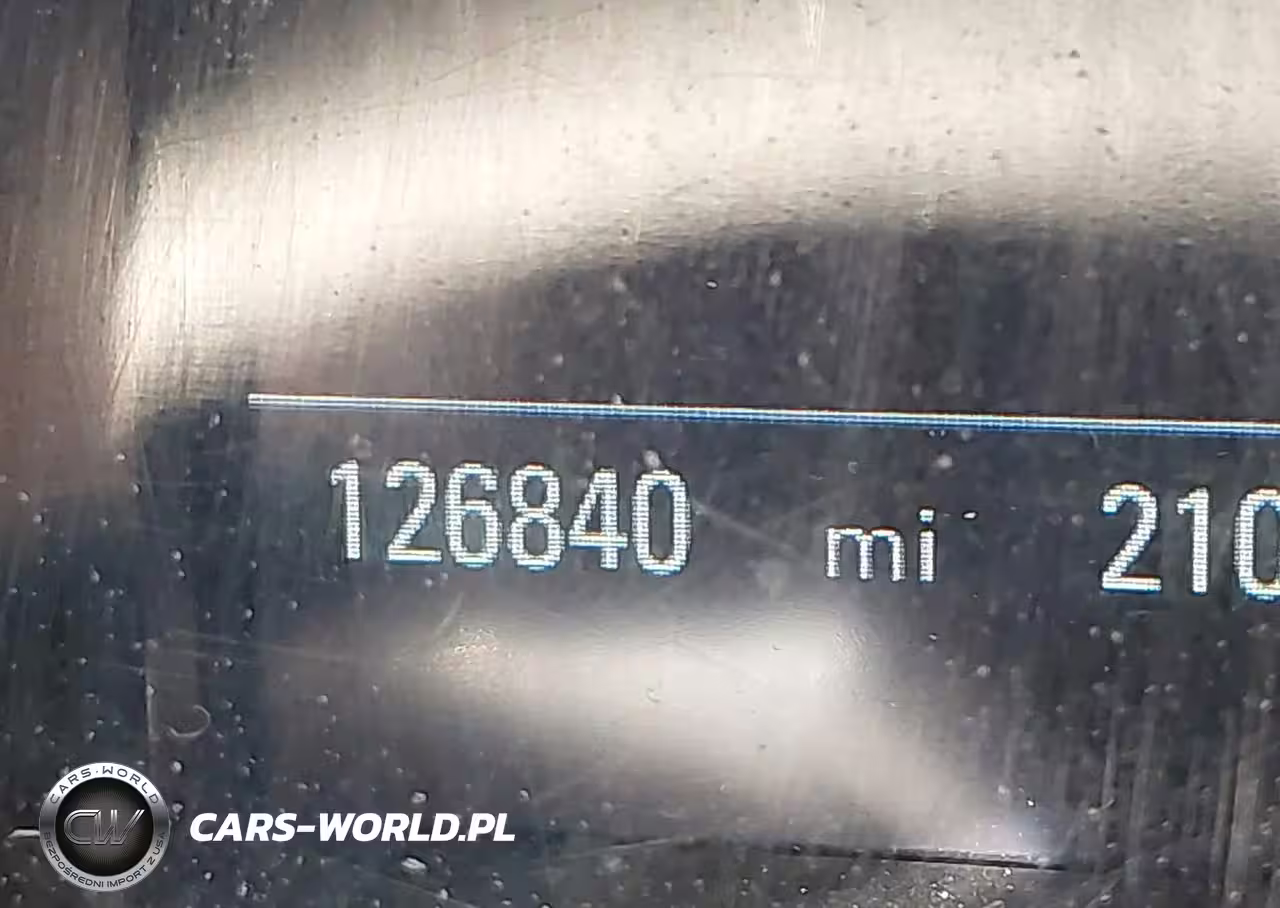 126840 mi 210
CARS-WORLD
CW
BEZPOŚREDNI IMPORT Z USA
CARS-WORLD.PL